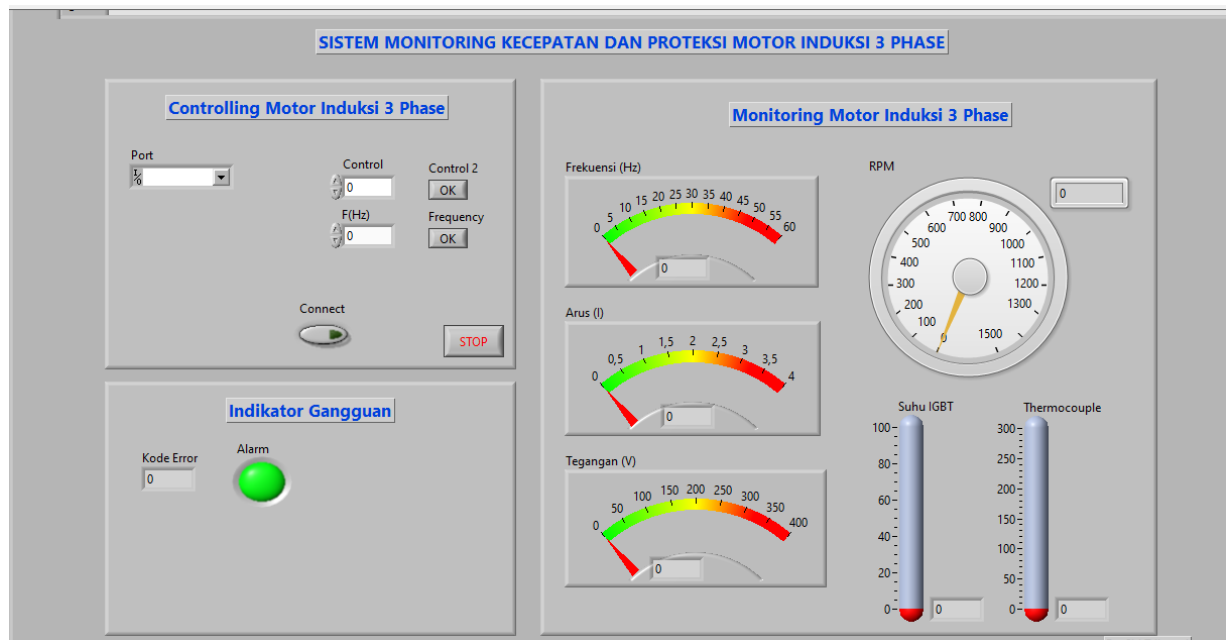 SISTEM MONITORING KECEPATAN DAN PROTEKSI MOTOR INDUKSI 3 PHASE
Controlling Motor Induksi 3 Phase
Port
Control
Control 2
0
OK
F(Hz)
Frequency
0
OK
Connect
STOP
Indikator Gangguan
Kode Error
Alarm
0
Monitoring Motor Induksi 3 Phase
Frekuensi (Hz)
0 5 10 15 20 25 30 35 40 45 50 55 60
0
Arus (I)
0 0,5 1 1,5 2 2,5 3 3,5 4
0
Tegangan (V)
0 50 100 150 200 250 300 350 400
0
RPM
0
0 100 200 300 400 500 600 700 800 900 1000 1100 1200 1300 1500
Suhu IGBT
100
80
60
40
20
0
0
Thermocouple
300
250
200
150
100
50
0
0